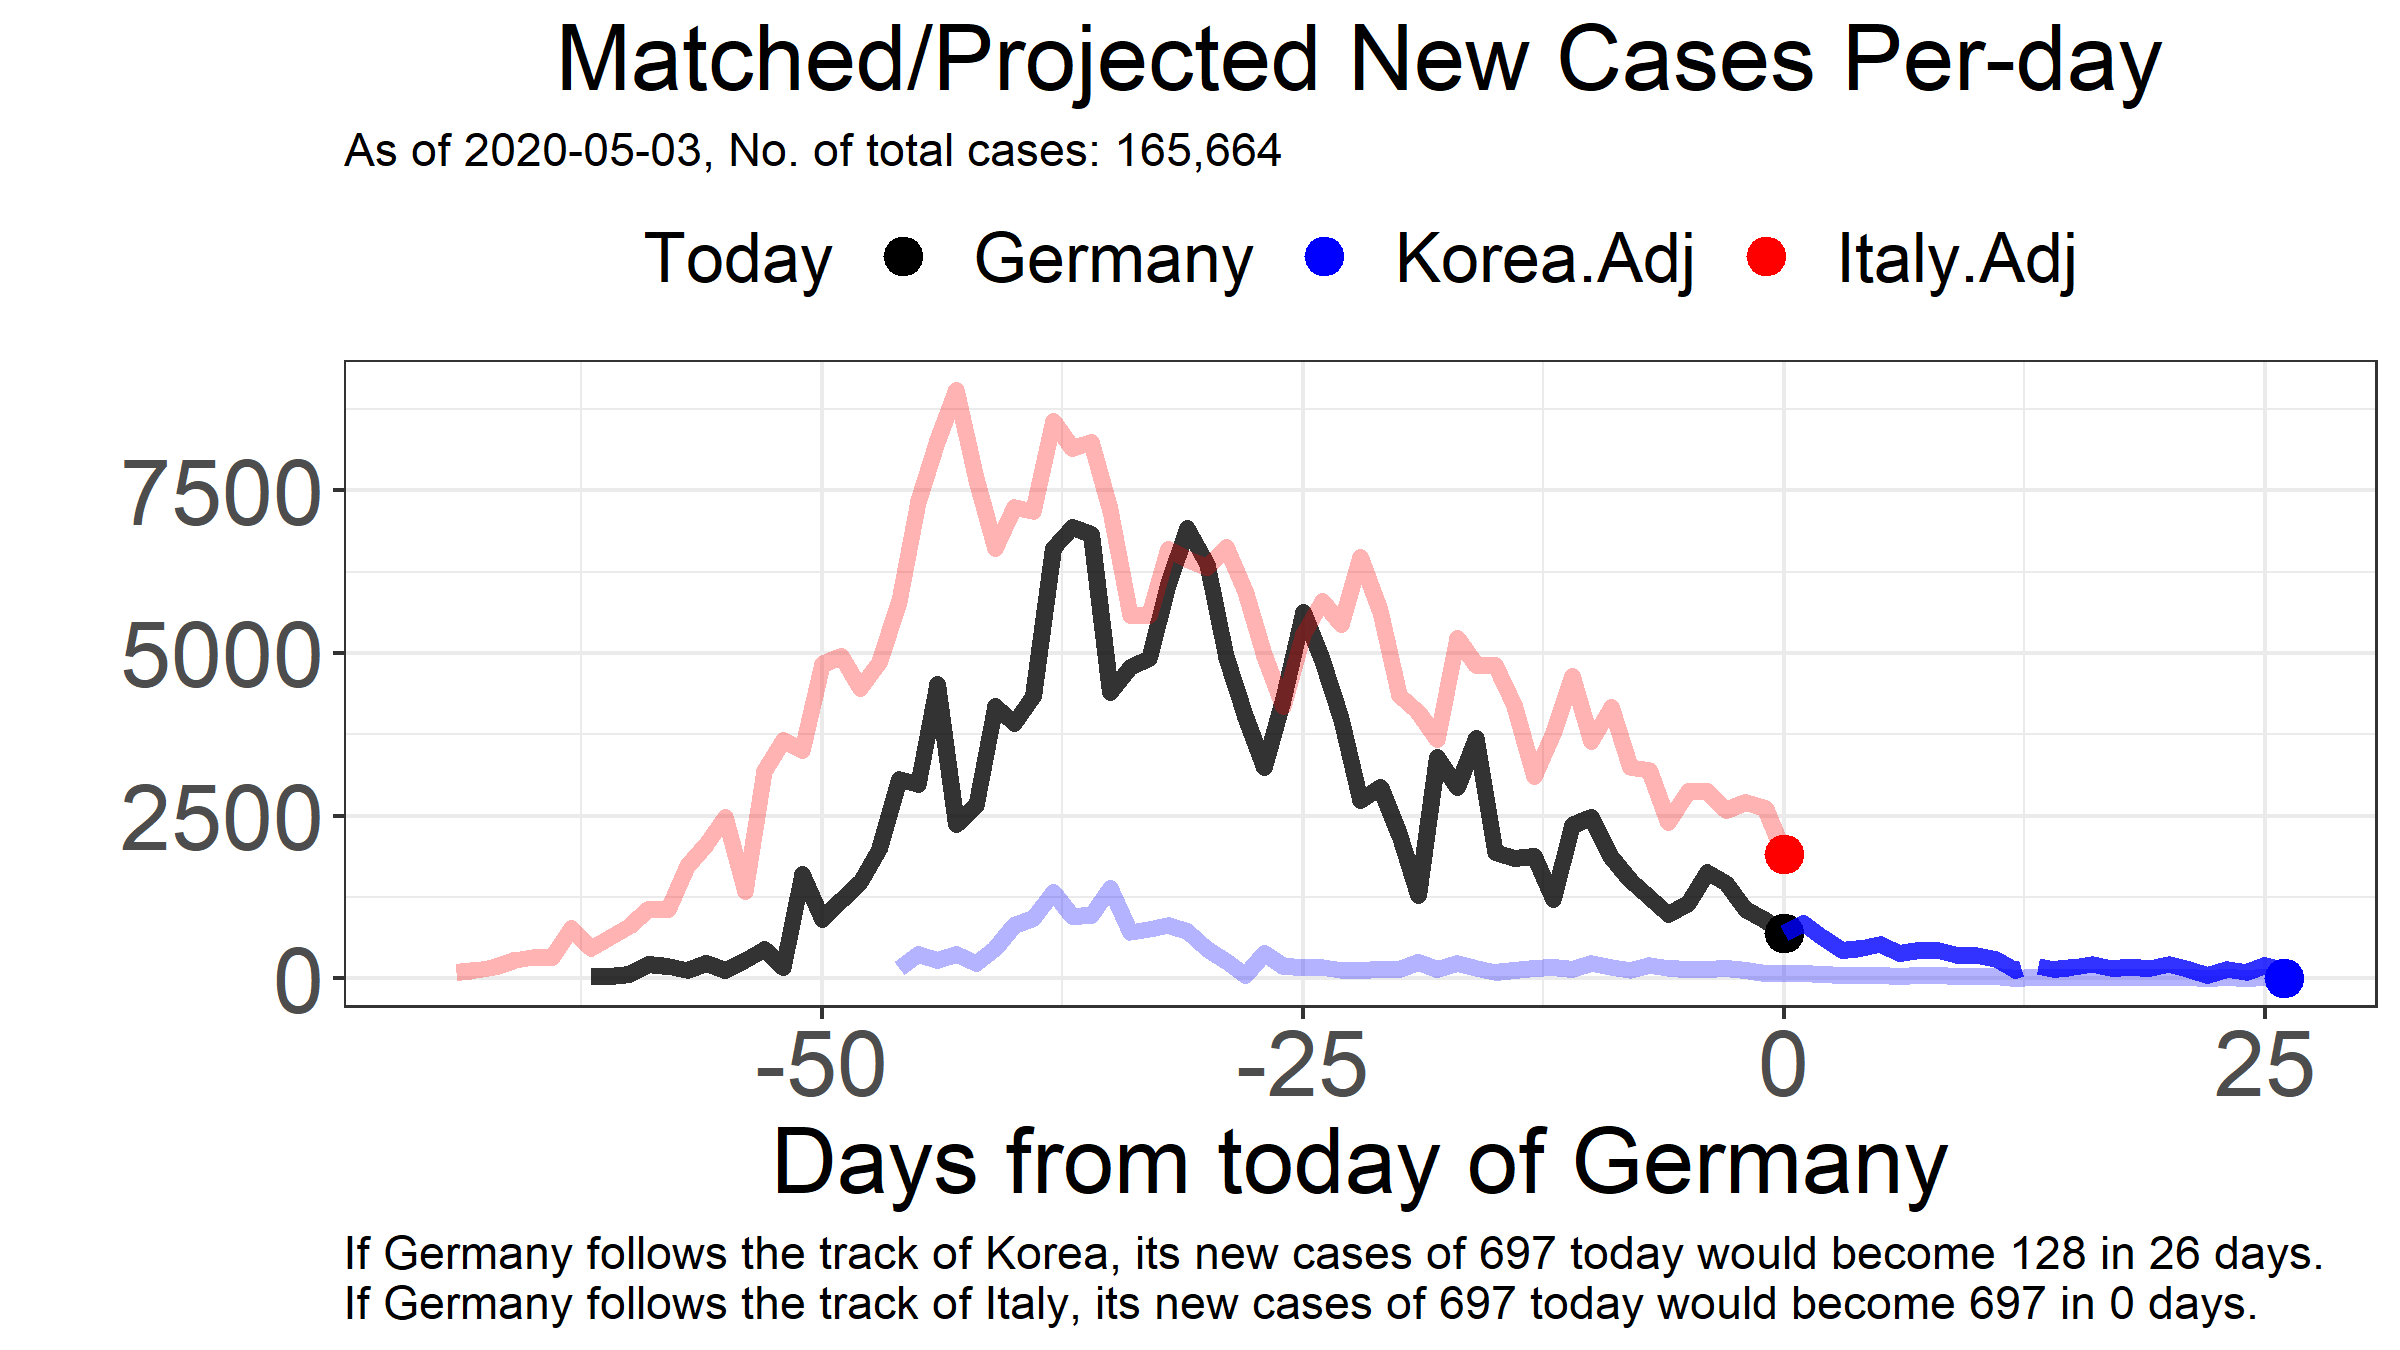 Matched/Projected New Cases Per-day
As of 2020-05-03, No. of total cases: 165,664
Today Germany Korea.Adj Italy.Adj
7500
5000
2500
0
-50 -25 0 25
Days from today of Germany
If Germany follows the track of Korea, its new cases of 697 today would become 128 in 26 days.
If Germany follows the track of Italy, its new cases of 697 today would become 697 in 0 days.